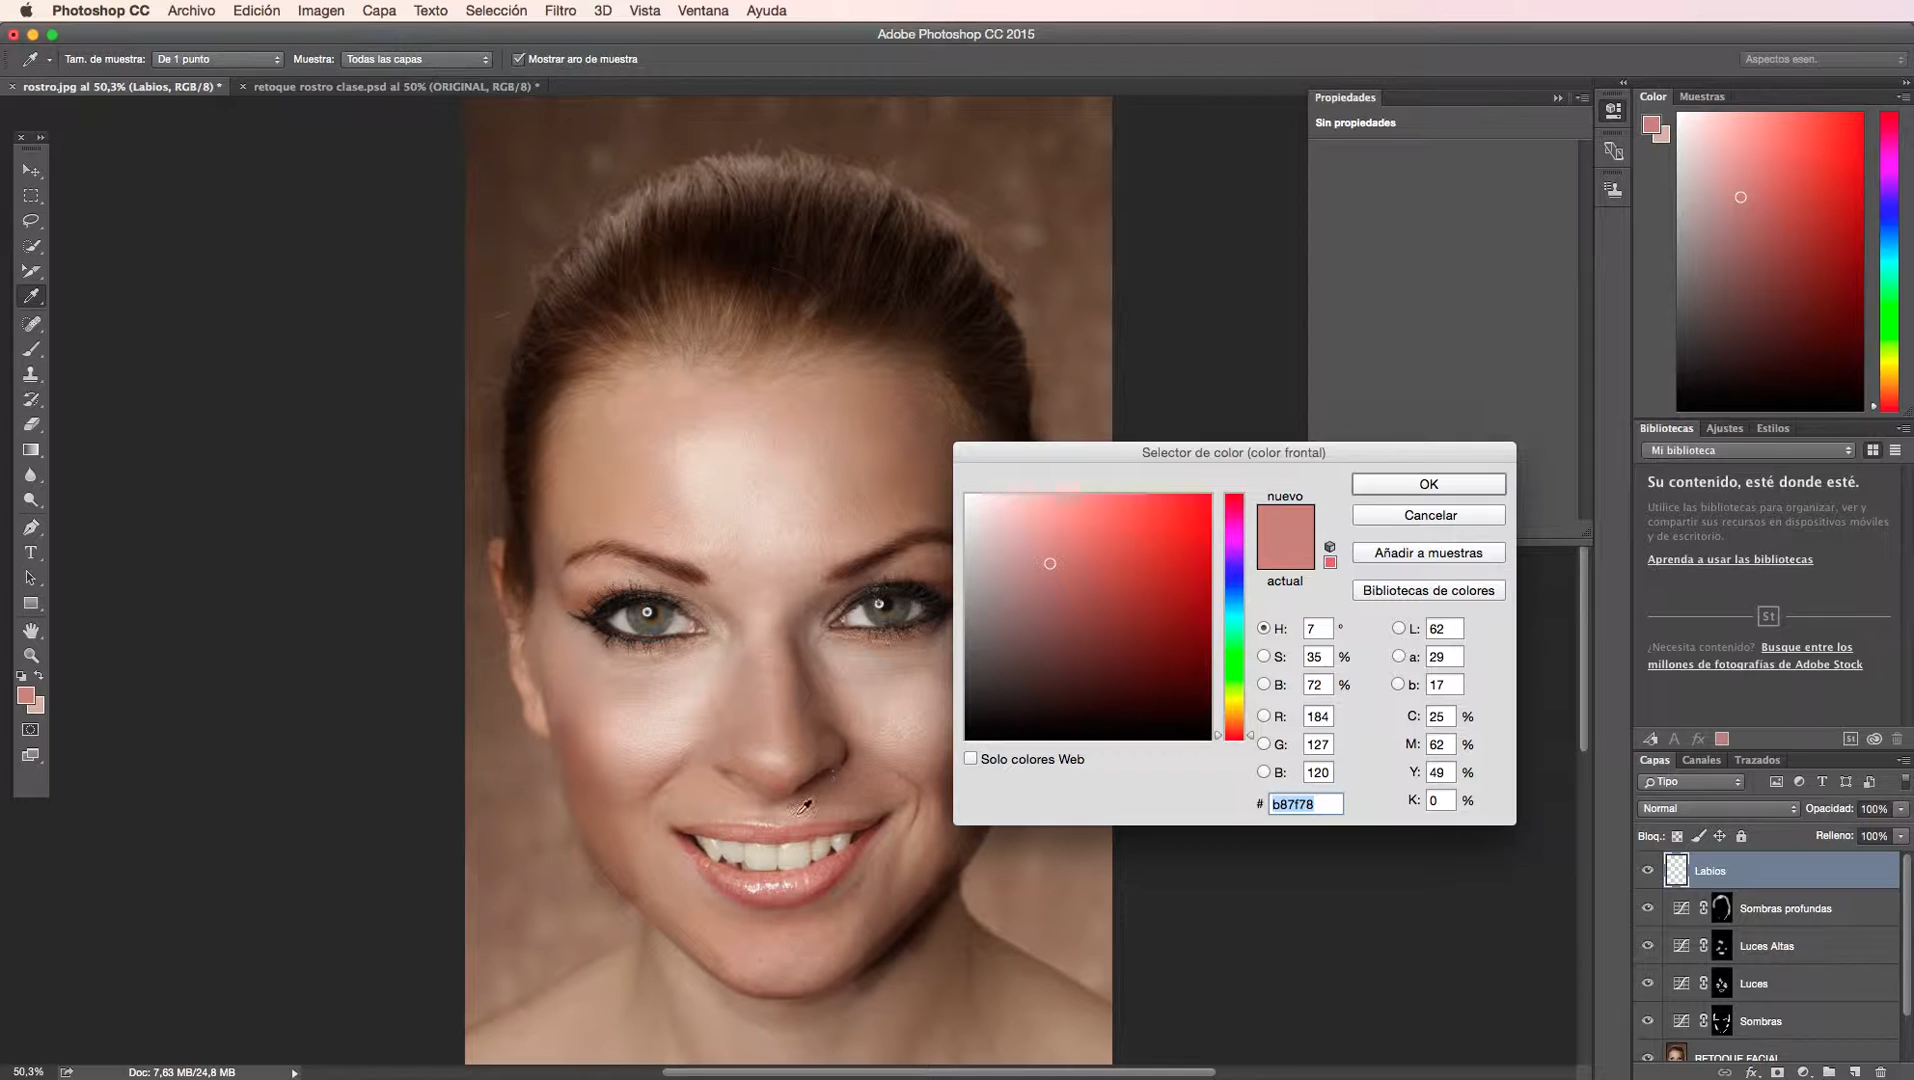 Photoshop CC Archivo Edición Imagen Capa Texto Selección Filtro 3D Vista Ventana Ayuda
Adobe Photoshop CC 2015
Tam. de muestra: De 1 punto Muestra: Todas las capas Mostrar aro de muestra Aspectos esen.
rostro.jpg al 50,3% (Labios, RGB/8) * retoque rostro clase.psd al 50% (ORIGINAL, RGB/8) *
Propiedades
Sin propiedades
Color Muestras
Bibliotecas Ajustes Estilos
Mi biblioteca
Su contenido, esté donde esté.
Utilice las bibliotecas para organizar, ver y
compartir sus recursos en dispositivos móviles
y de escritorio.
Aprenda a usar las bibliotecas
St
¿Necesita contenido? Busque entre los
millones de fotografías de Adobe Stock
A fx St
Selector de color (color frontal)
nuevo
actual
OK
Cancelar
Añadir a muestras
Bibliotecas de colores
H: 7 ° L: 62
S: 35 % a: 29
B: 72 % b: 17
R: 184 C: 25 %
G: 127 M: 62 %
B: 120 Y: 49 %
# b87f78 K: 0 %
Solo colores Web
Capas Canales Trazados
Tipo
Normal Opacidad: 100%
Bloq.: Relleno: 100%
Labios
Sombras profundas
Luces Altas
Luces
Sombras
RETOQUE FACIAL
fx
50,3% Doc: 7,63 MB/24,8 MB